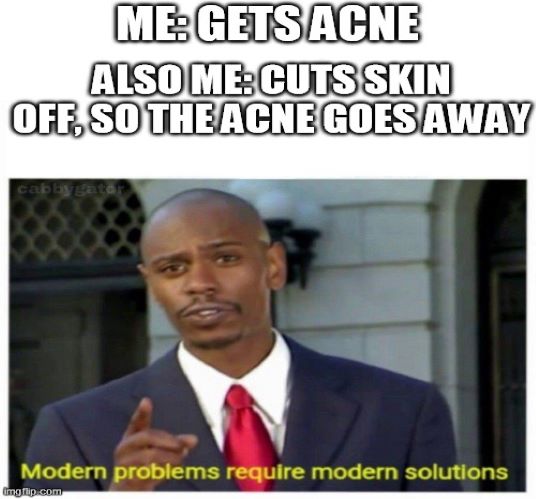 ME: GETS ACNE
ALSO ME: CUTS SKIN
OFF, SO THE ACNE GOES AWAY
cabbygator
Modern problems require modern solutions
imgflip.com